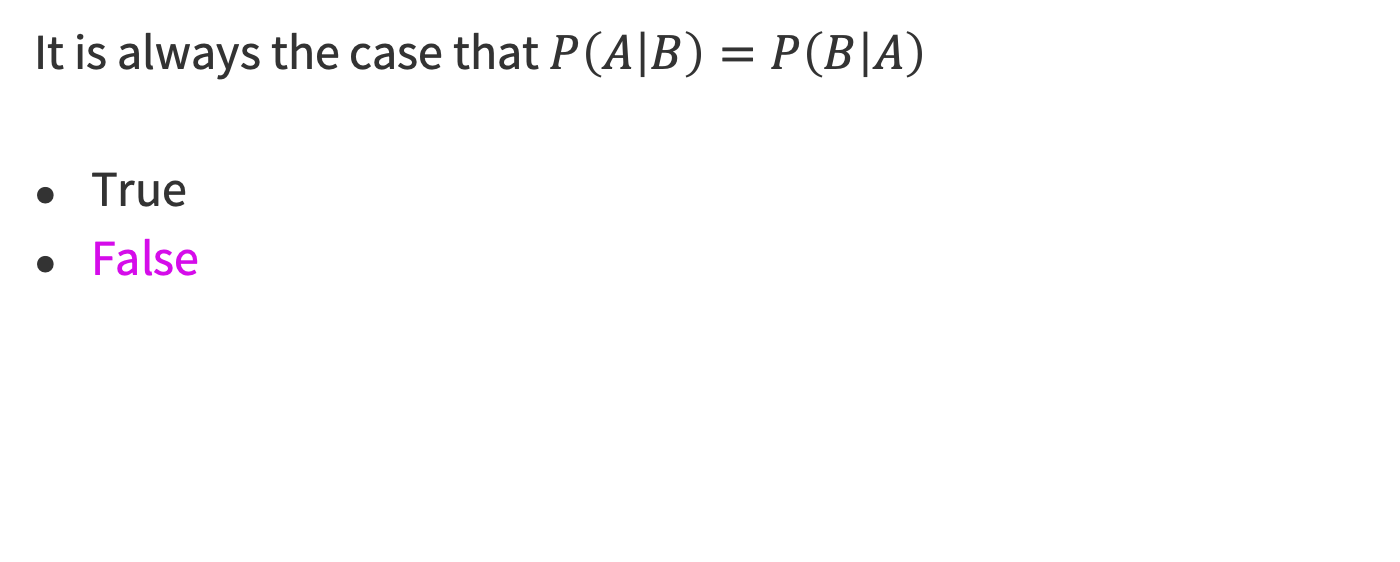 It is always the case that P(A|B) = P(B|A)
• True
• False